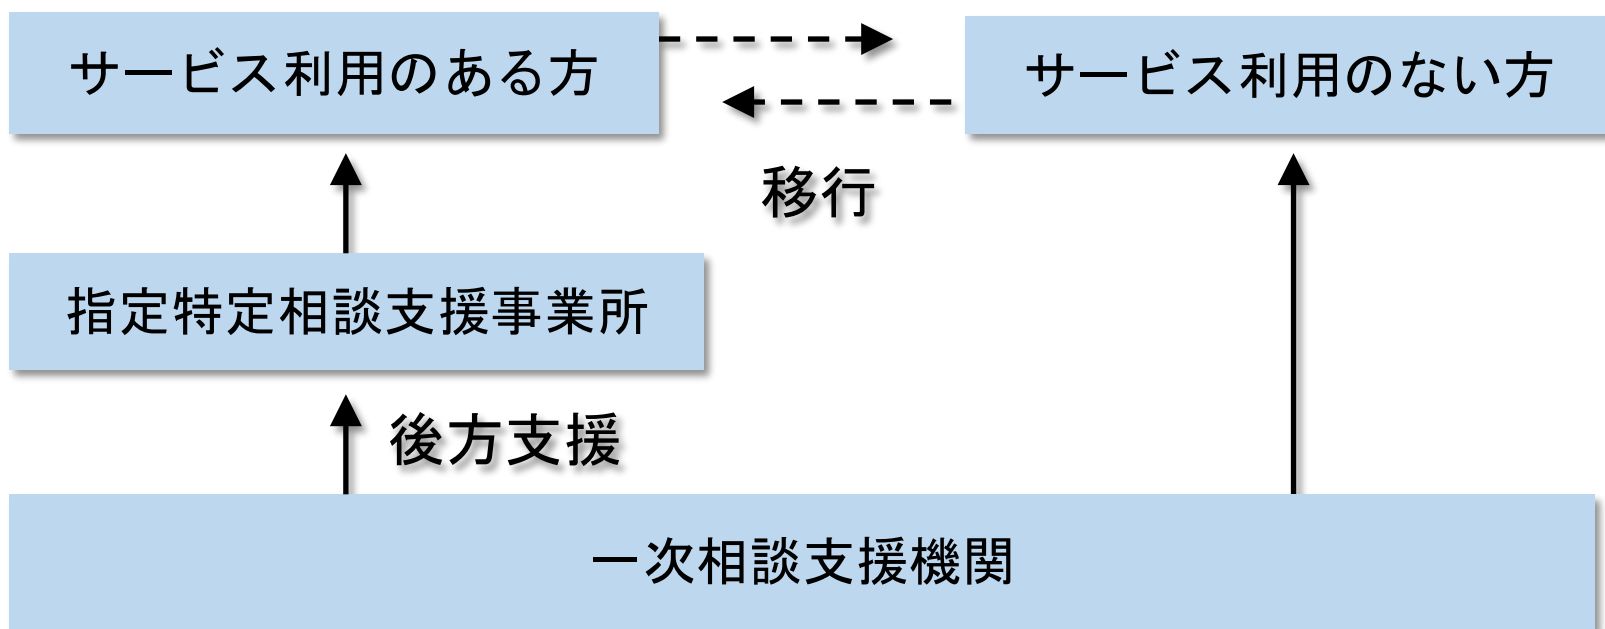 サービス利用のある方
サービス利用のない方
移行
指定特定相談支援事業所
後方支援
一次相談支援機関